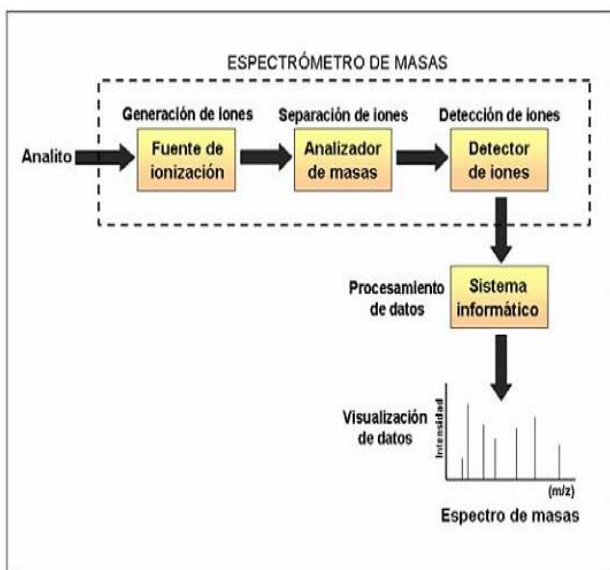 ESPECTRÓMETRO DE MASAS
Generación de iones
Separación de iones
Detección de iones
Analito
Fuente de
ionización
Analizador
de masas
Detector
de iones
Procesamiento
de datos
Sistema
informático
Visualización
de datos
Intensidad
(m/z)
Espectro de masas